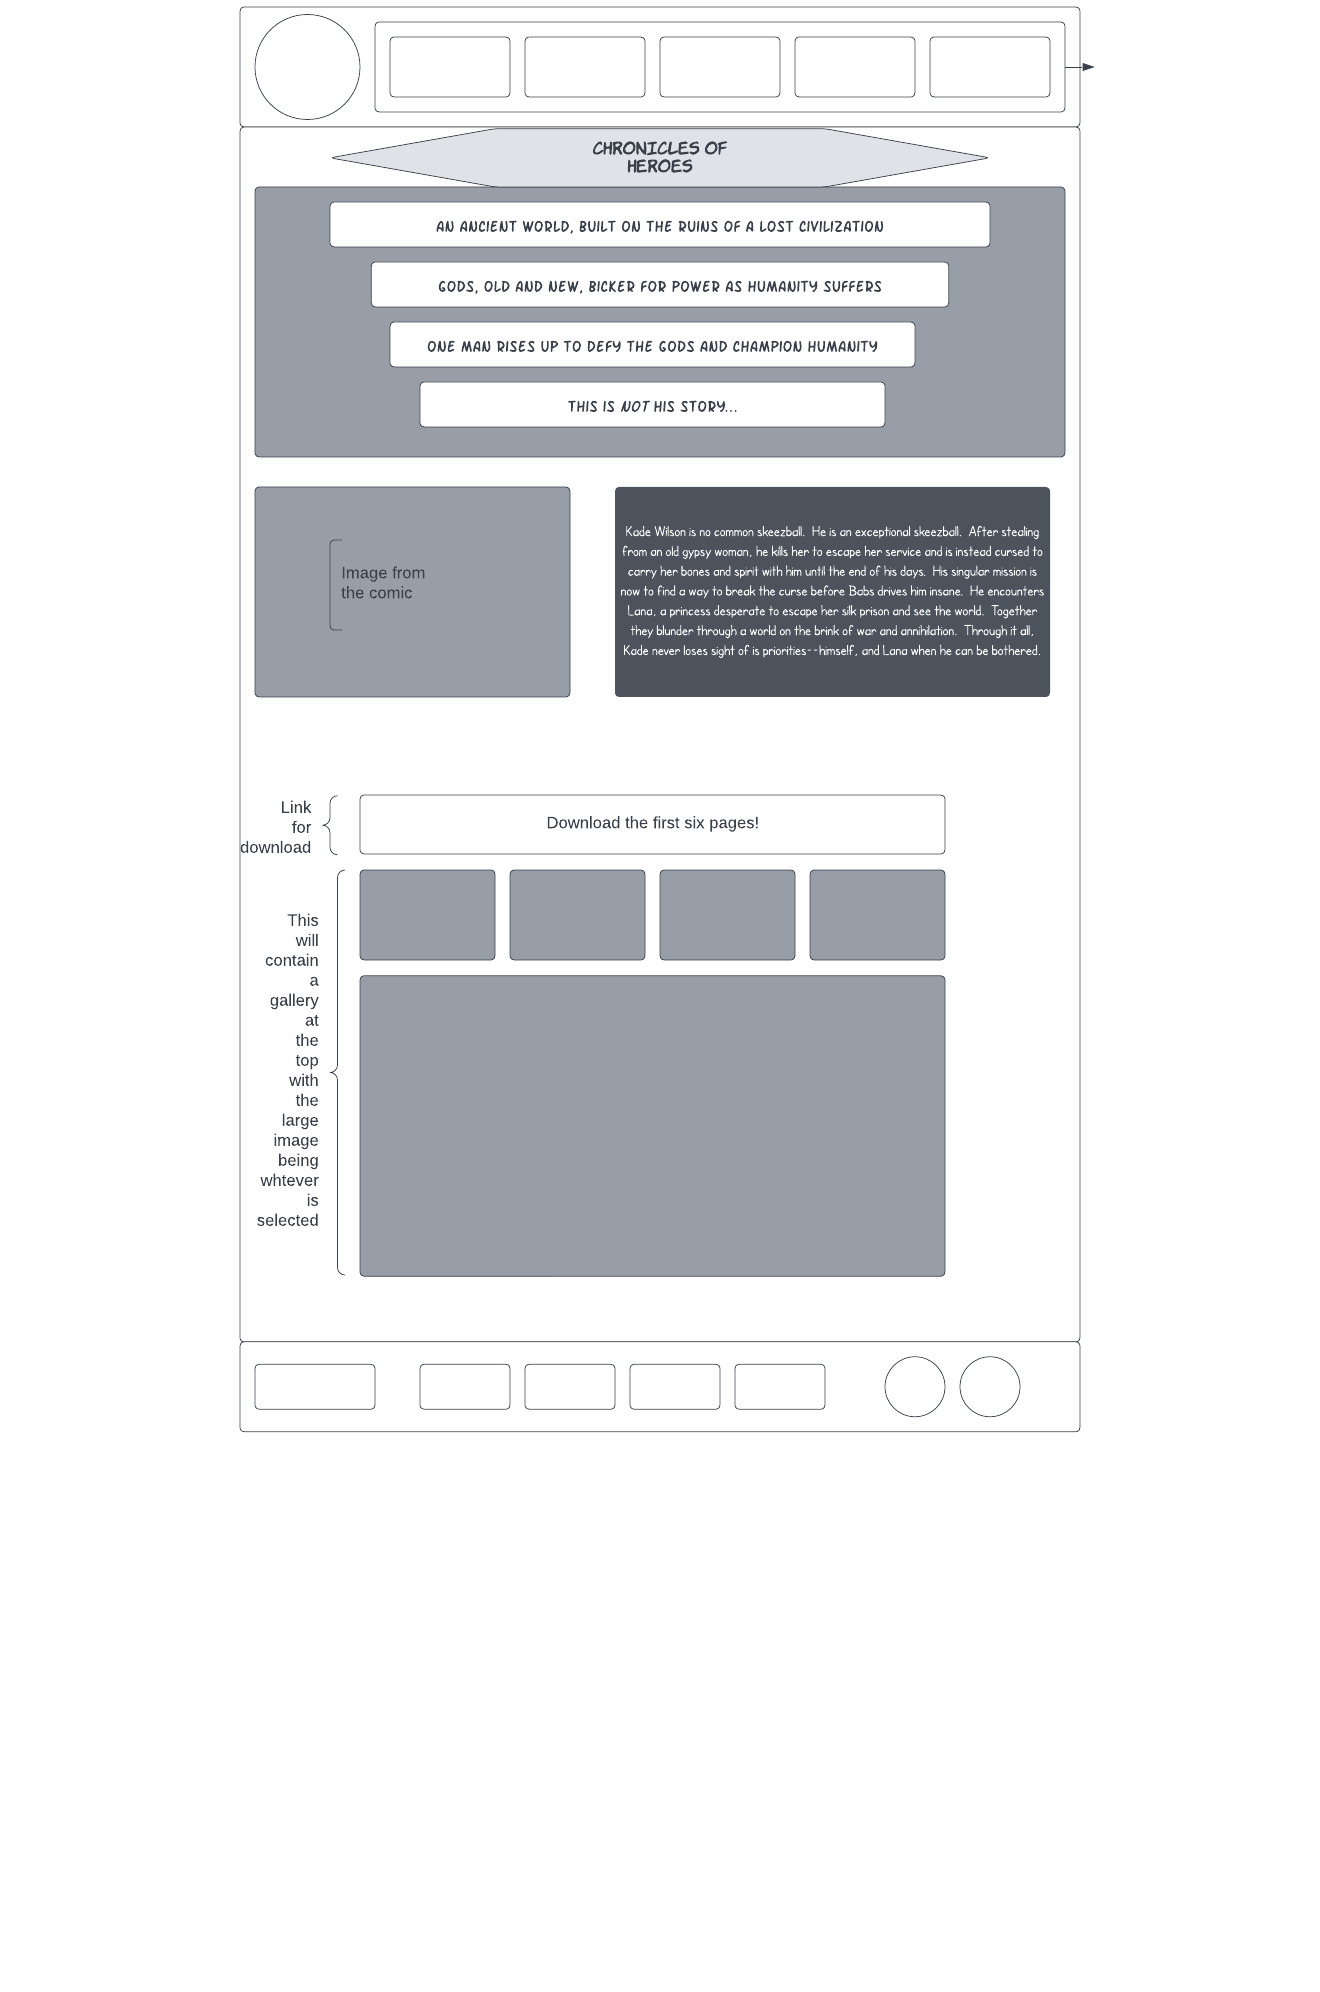 CHRONICLES OF
HEROES
AN ANCIENT WORLD, BUILT ON THE RUINS OF A LOST CIVILIZATION
GODS, OLD AND NEW, BICKER FOR POWER AS HUMANITY SUFFERS
ONE MAN RISES UP TO DEFY THE GODS AND CHAMPION HUMANITY
THIS IS NOT HIS STORY...
Image from
the comic
Kade Wilson is no common skeezball. He is an exceptional skeezball. After stealing
from an old gypsy woman, he kills her to escape her service and is instead cursed to
carry her bones and spirit with him until the end of his days. His singular mission is
now to find a way to break the curse before Babs drives him insane. He encounters
Lana, a princess desperate to escape her silk prison and see the world. Together
they blunder through a world on the brink of war and annihilation. Through it all,
Kade never loses sight of is priorities--himself, and Lana when he can be bothered.
Link
for
download
Download the first six pages!
This
will
contain
a
gallery
at
the
top
with
the
large
image
being
whtever
is
selected